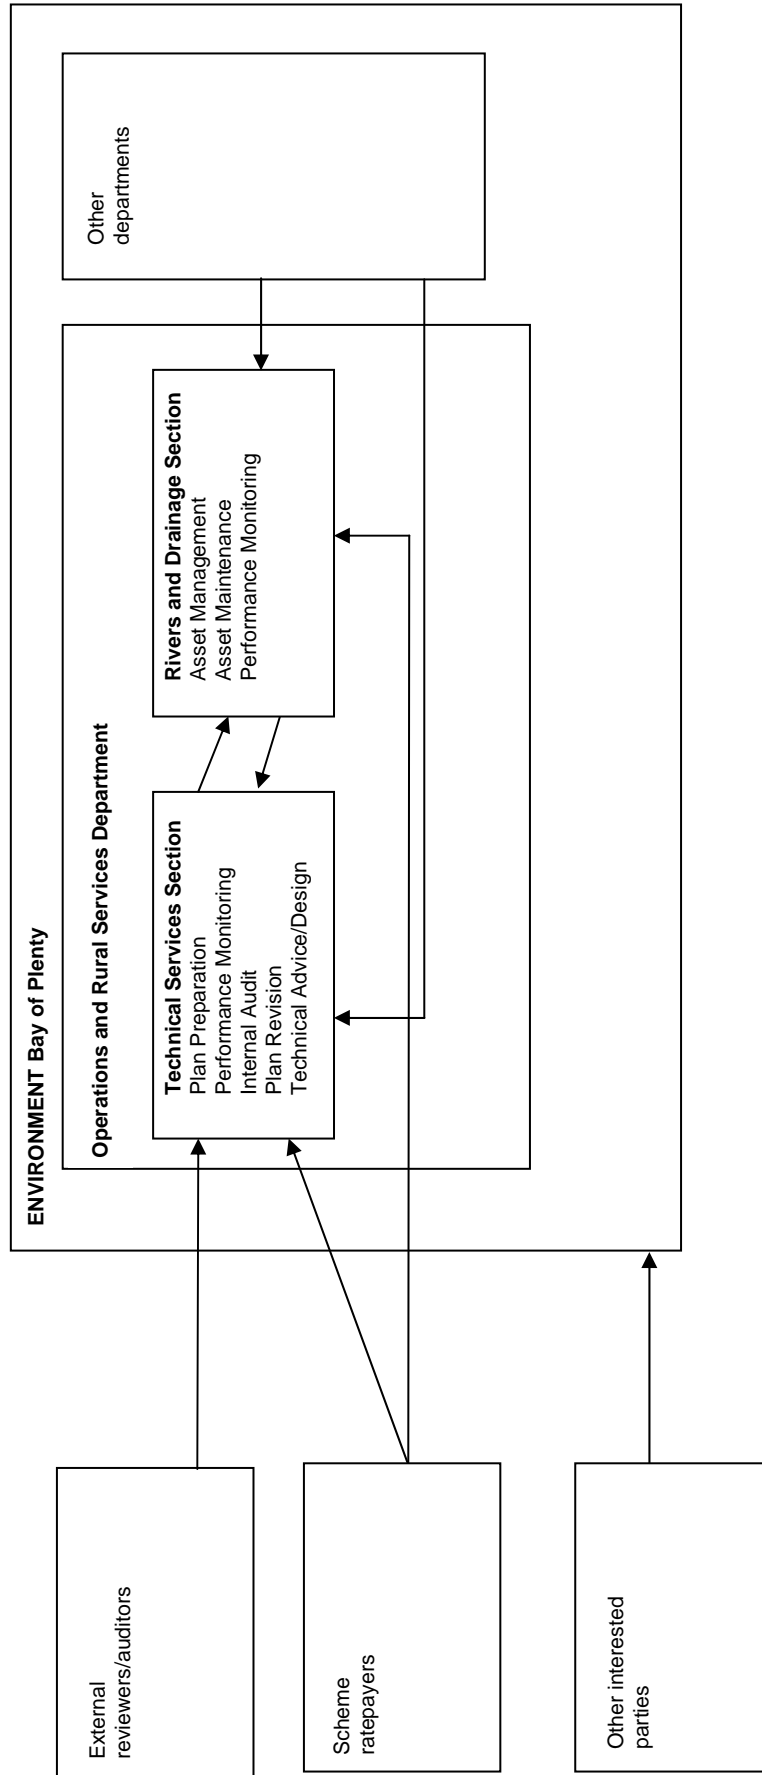 ENVIRONMENT Bay of Plenty
Operations and Rural Services Department
External
reviewers/auditors
Technical Services Section
Plan Preparation
Performance Monitoring
Internal Audit
Plan Revision
Technical Advice/Design
Rivers and Drainage Section
Asset Management
Asset Maintenance
Performance Monitoring
Other
departments
Scheme
ratepayers
Other interested
parties